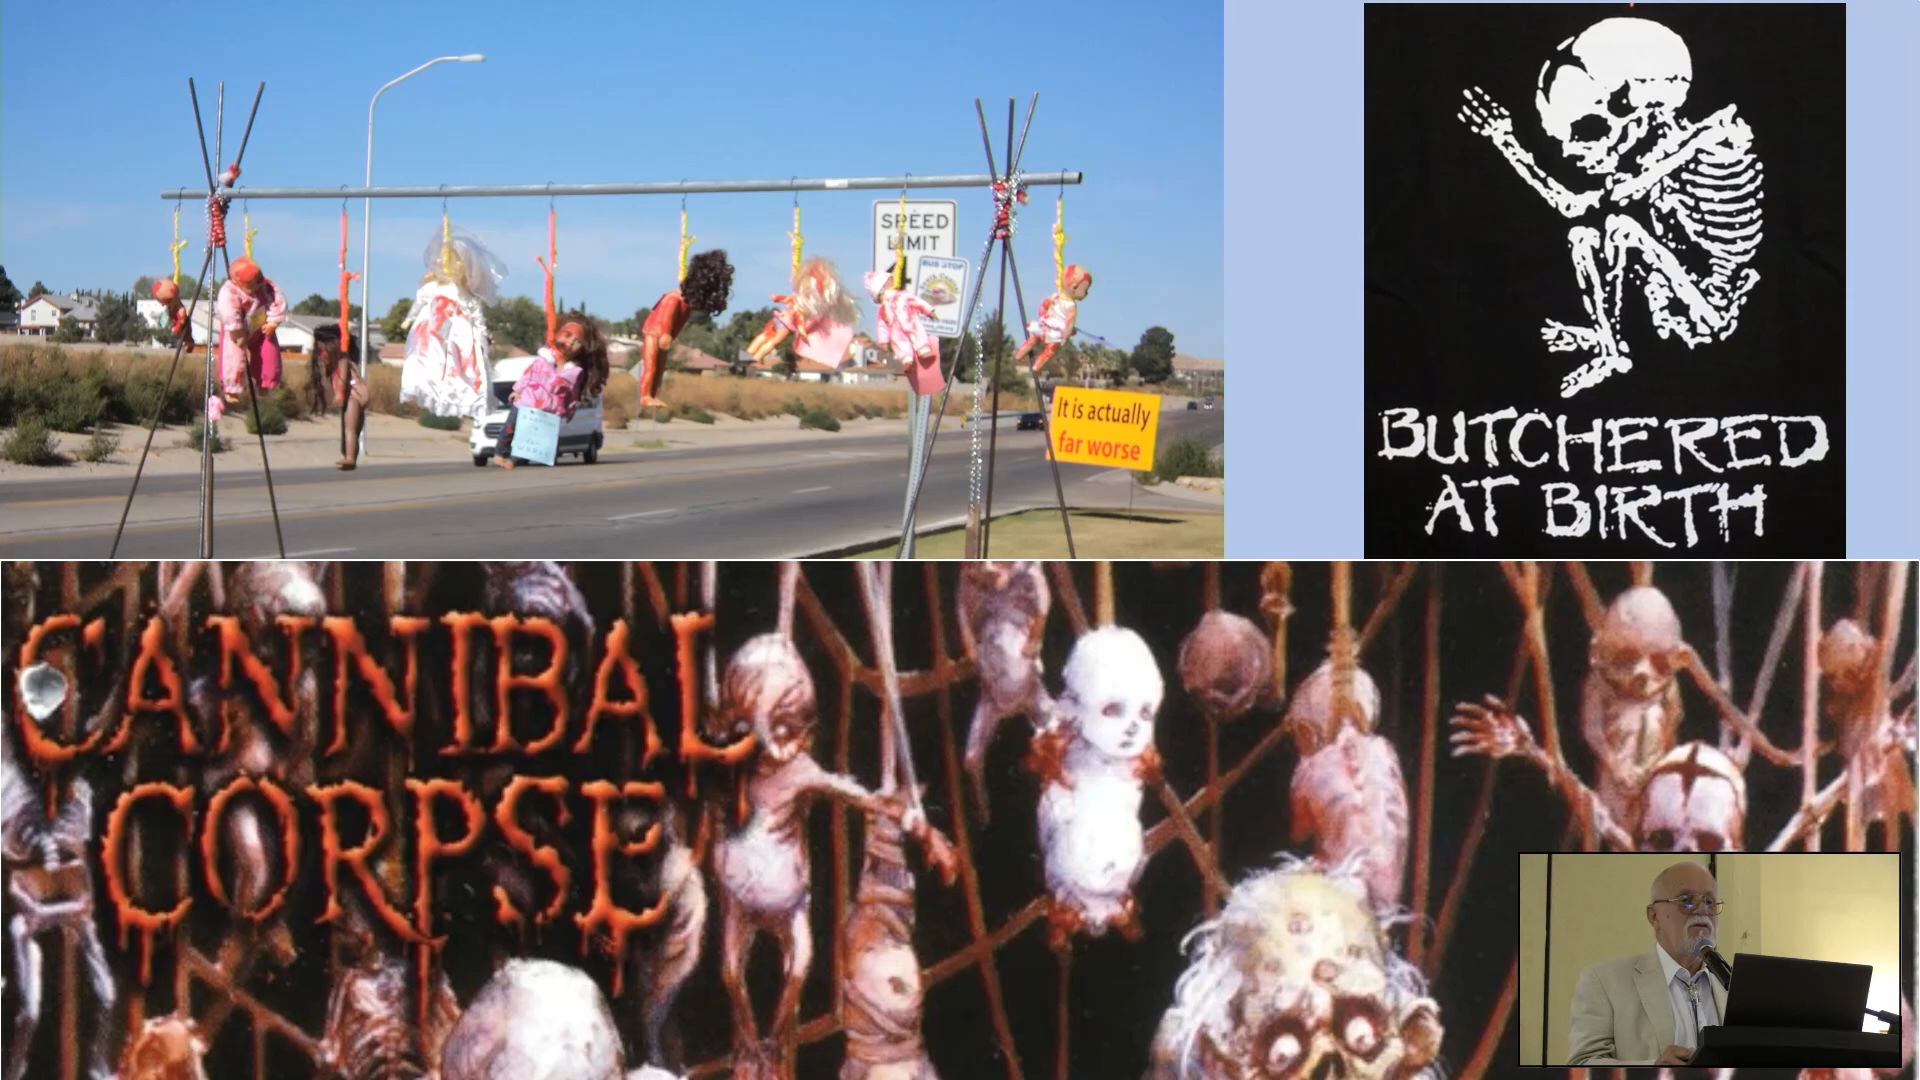 SPEED
LIMIT
BUS STOP
It is actually
far worse
BUTCHERED
AT BIRTH
CANNIBAL
CORPSE